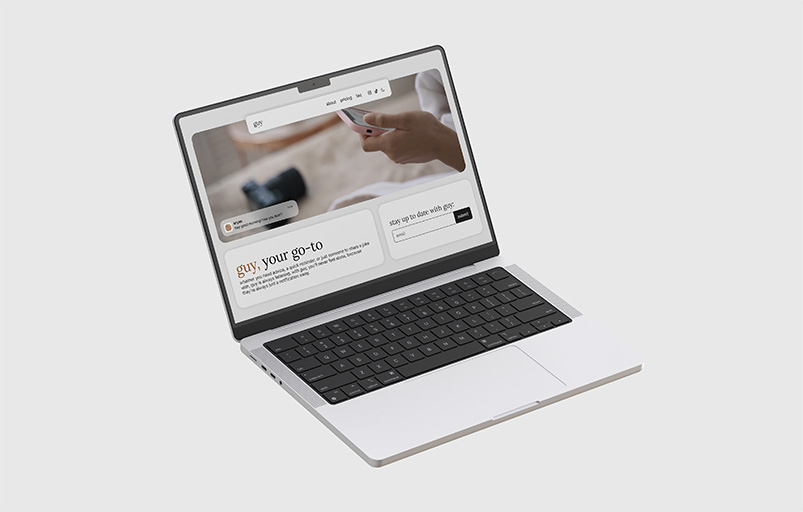 guy
about pricing faq
guy, your go-to
whether you need advice, a quick reminder, or just someone to share a joke
with, guy is always listening. with guy, you'll never feel alone, because
they're always just a notification away.
stay up to date with guy:
email
submit